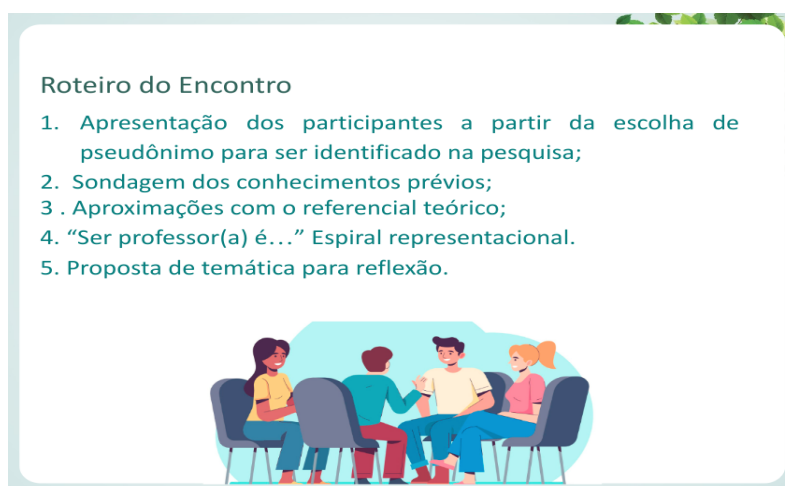 Roteiro do Encontro
1. Apresentação dos participantes a partir da escolha de
pseudônimo para ser identificado na pesquisa;
2. Sondagem dos conhecimentos prévios;
3 . Aproximações com o referencial teórico;
4. “Ser professor(a) é...” Espiral representacional.
5. Proposta de temática para reflexão.